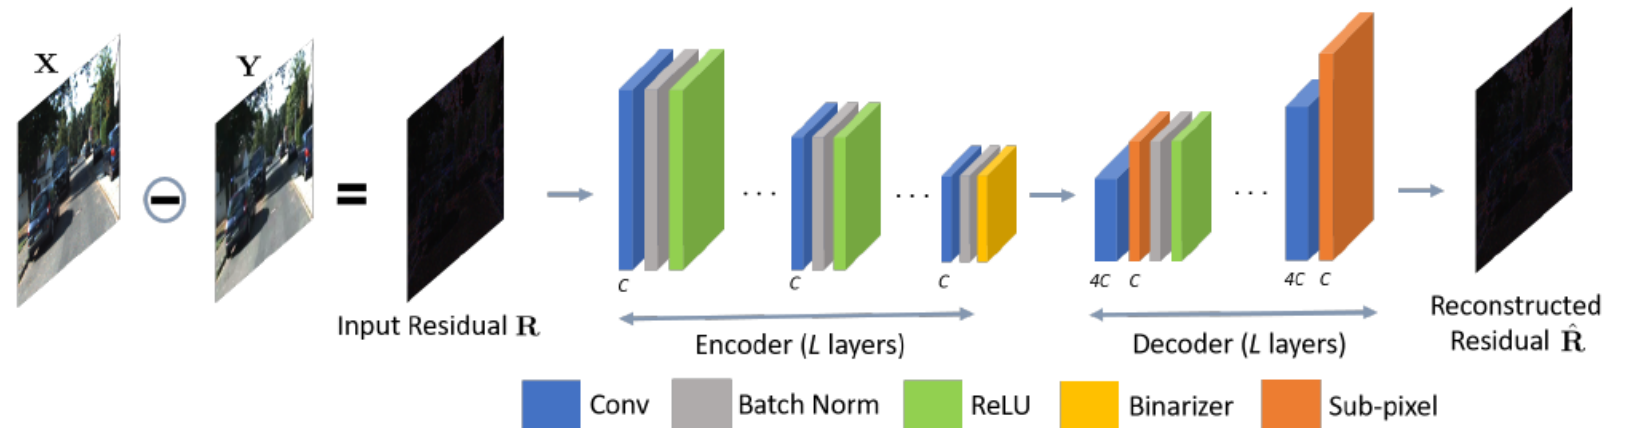 X
Y
Input Residual R
C
C
C
Encoder (L layers)
4C C
4C C
Decoder (L layers)
Reconstructed
Residual R̂
Conv
Batch Norm
ReLU
Binarizer
Sub-pixel